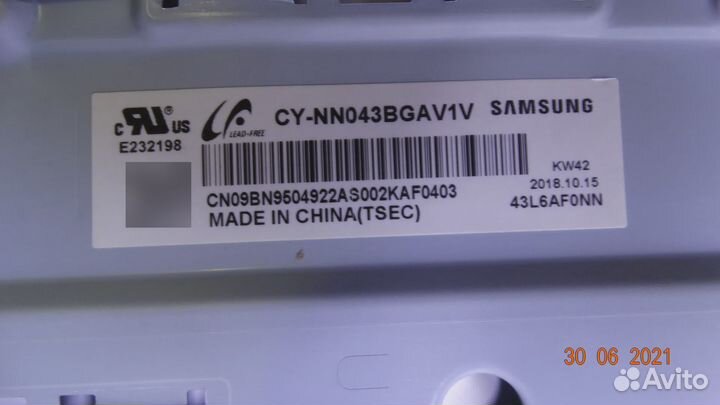 CY-NN043BGAV1V SAMSUNG
c RU US
LEAD-FREE
E232198
KW42
CN09BN9504922AS002KAF0403
2018.10.15
MADE IN CHINA(TSEC)
43L6AF0NN
30 06 2021
Avito